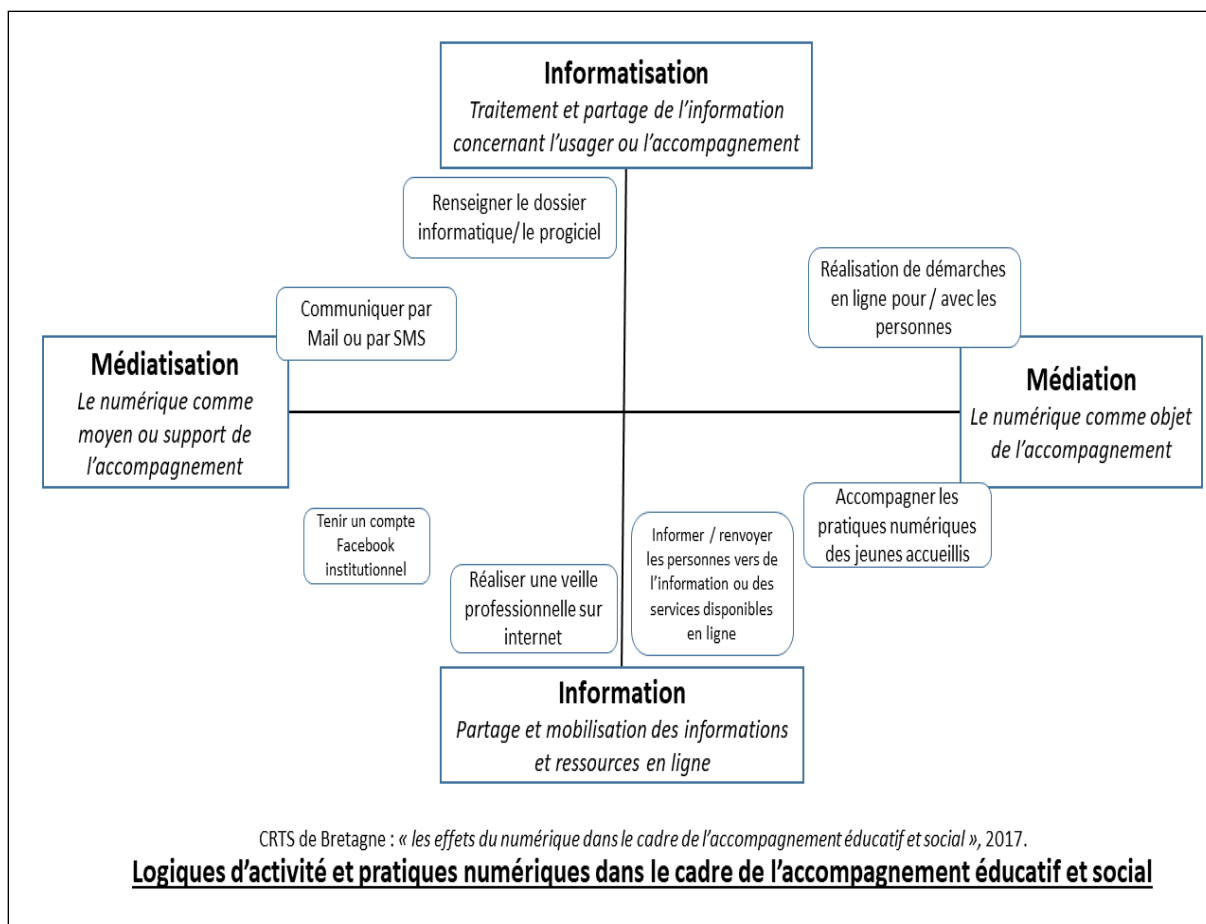 Informatisation
Traitement et partage de l'information
concernant l'usager ou l'accompagnement
Renseigner le dossier
informatique/ le progiciel
Réalisation de démarches
en ligne pour / avec les
personnes
Communiquer par
Mail ou par SMS
Médiatisation
Le numérique comme
moyen ou support de
l'accompagnement
Médiation
Le numérique comme objet
de l'accompagnement
Accompagner les
pratiques numériques
des jeunes accueillis
Tenir un compte
Facebook
institutionnel
Réaliser une veille
professionnelle sur
internet
Informer / renvoyer
les personnes vers de
l'information ou des
services disponibles
en ligne
Information
Partage et mobilisation des informations
et ressources en ligne
CRTS de Bretagne : « les effets du numérique dans le cadre de l'accompagnement éducatif et social », 2017.
Logiques d'activité et pratiques numériques dans le cadre de l'accompagnement éducatif et social